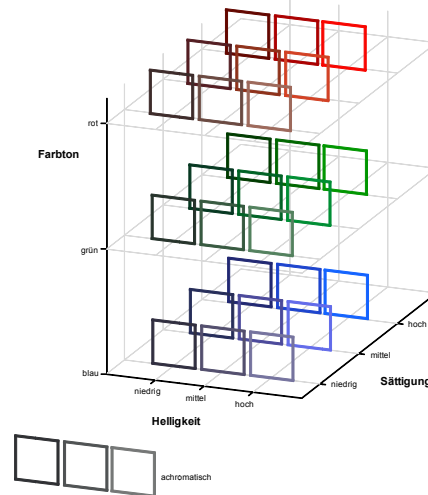 rot
Farbton
grün
blau
niedrig
mittel
hoch
Helligkeit
niedrig
mittel
hoch
Sättigung
achromatisch